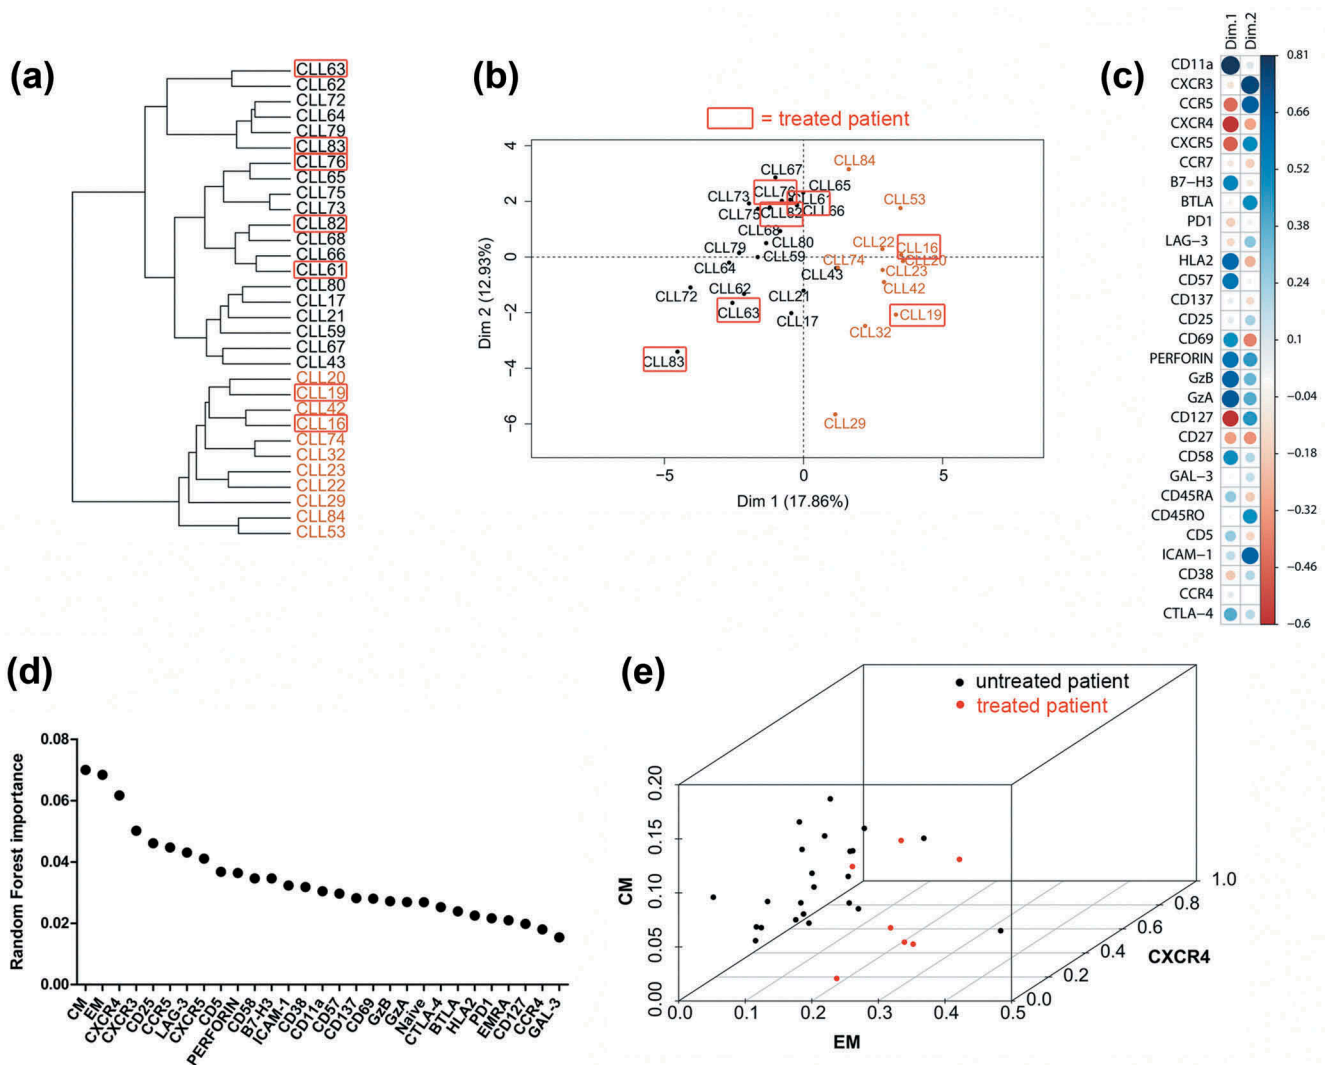 (a)
CLL63
CLL62
CLL72
CLL64
CLL79
CLL83
CLL76
CLL65
CLL75
CLL73
CLL82
CLL68
CLL66
CLL61
CLL80
CLL17
CLL21
CLL59
CLL67
CLL43
CLL20
CLL19
CLL42
CLL16
CLL74
CLL32
CLL23
CLL22
CLL29
CLL84
CLL53
(b)
= treated patient
Dim 2 (12.93%)
4
2
0
−2
−4
−6
CLL67
CLL84
CLL76
CLL65
CLL73
CLL61
CLL53
CLL75
CLL82
CLL66
CLL68
CLL80
CLL22
CLL16
CLL79
CLL59
CLL74
CLL20
CLL64
CLL43
CLL23
CLL72
CLL62
CLL21
CLL42
CLL63
CLL17
CLL19
CLL32
CLL83
CLL29
−5
0
5
Dim 1 (17.86%)
(c)
Dim.1
Dim.2
CD11a
CXCR3
CCR5
CXCR4
CXCR5
CCR7
B7−H3
BTLA
PD1
LAG−3
HLA2
CD57
CD137
CD25
CD69
PERFORIN
GzB
GzA
CD127
CD27
CD58
GAL−3
CD45RA
CD45RO
CD5
ICAM−1
CD38
CCR4
CTLA−4
0.81
0.66
0.52
0.38
0.24
0.1
−0.04
−0.18
−0.32
−0.46
−0.6
(d)
Random Forest importance
0.08
0.06
0.04
0.02
0.00
CM
EM
CXCR4
CXCR3
CD25
CCR5
LAG-3
CXCR5
CD5
PERFORIN
CD58
B7-H3
ICAM-1
CD38
CD11a
CD57
CD137
CD69
GzB
GzA
Naive
CTLA-4
BTLA
HLA2
PD1
EMRA
CD127
CCR4
GAL-3
(e)
untreated patient
treated patient
CM
0.20
0.15
0.10
0.05
0.00
0.0
0.1
0.2
0.3
0.4
0.5
EM
0.0
0.2
0.4
0.6
0.8
1.0
CXCR4